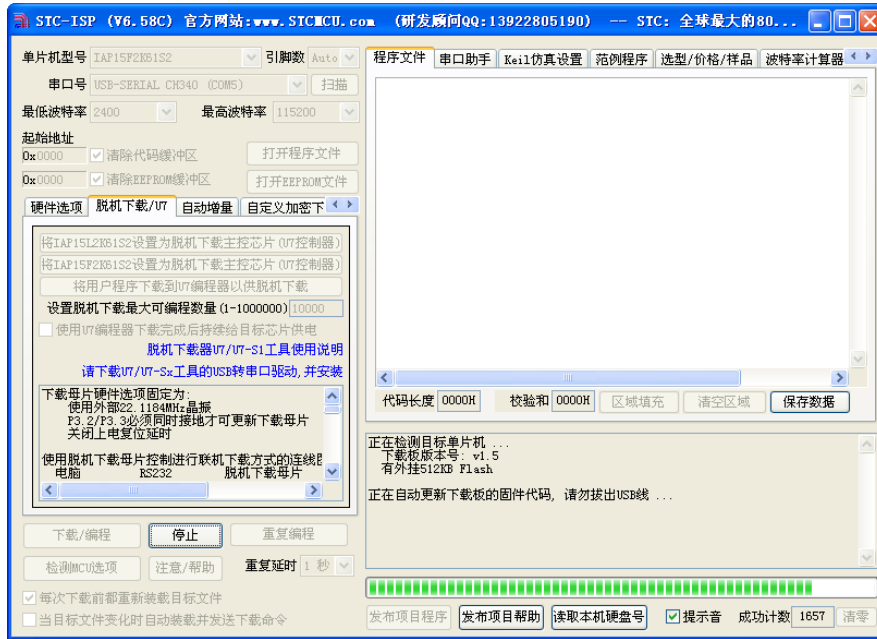 STC-ISP (V6.58C) 官方网站:www.STCMCU.com (研发顾问QQ:13922805190) -- STC: 全球最大的80...
单片机型号 IAP15F2K61S2 引脚数 Auto
串口号 USB-SERIAL CH340 (COM5) 扫描
最低波特率 2400 最高波特率 115200
起始地址
0x0000 清除代码缓冲区 打开程序文件
0x0000 清除EEPROM缓冲区 打开EEPROM文件
硬件选项 脱机下载/U7 自动增量 自定义加密下
将IAP15L2K61S2设置为脱机下载主控芯片(U7控制器)
将IAP15F2K61S2设置为脱机下载主控芯片(U7控制器)
将用户程序下载到U7编程器以供脱机下载
设置脱机下载最大可编程数量(1-1000000) 10000
使用U7编程器下载完成后持续给目标芯片供电
脱机下载器U7/U7-S1工具使用说明
请下载U7/U7-Sx工具的USB转串口驱动,并安装
下载母片硬件选项固定为:
使用外部22.1184MHz晶振
P3.2/P3.3必须同时接地才可更新下载母片
关闭上电复位延时
使用脱机下载母片控制进行联机下载方式的连线图
电脑 RS232 脱机下载母片
下载/编程 停止 重复编程
检测MCU选项 注意/帮助 重复延时 1 秒
每次下载前都重新装载目标文件
当目标文件变化时自动装载并发送下载命令
程序文件 串口助手 Keil仿真设置 范例程序 选型/价格/样品 波特率计算器
代码长度 0000H 校验和 0000H 区域填充 清空区域 保存数据
正在检测目标单片机 ...
下载板版本号: v1.5
有外挂512KB Flash
正在自动更新下载板的固件代码, 请勿拔出USB线 ...
发布项目程序 发布项目帮助 读取本机硬盘号 提示音 成功计数 1657 清零